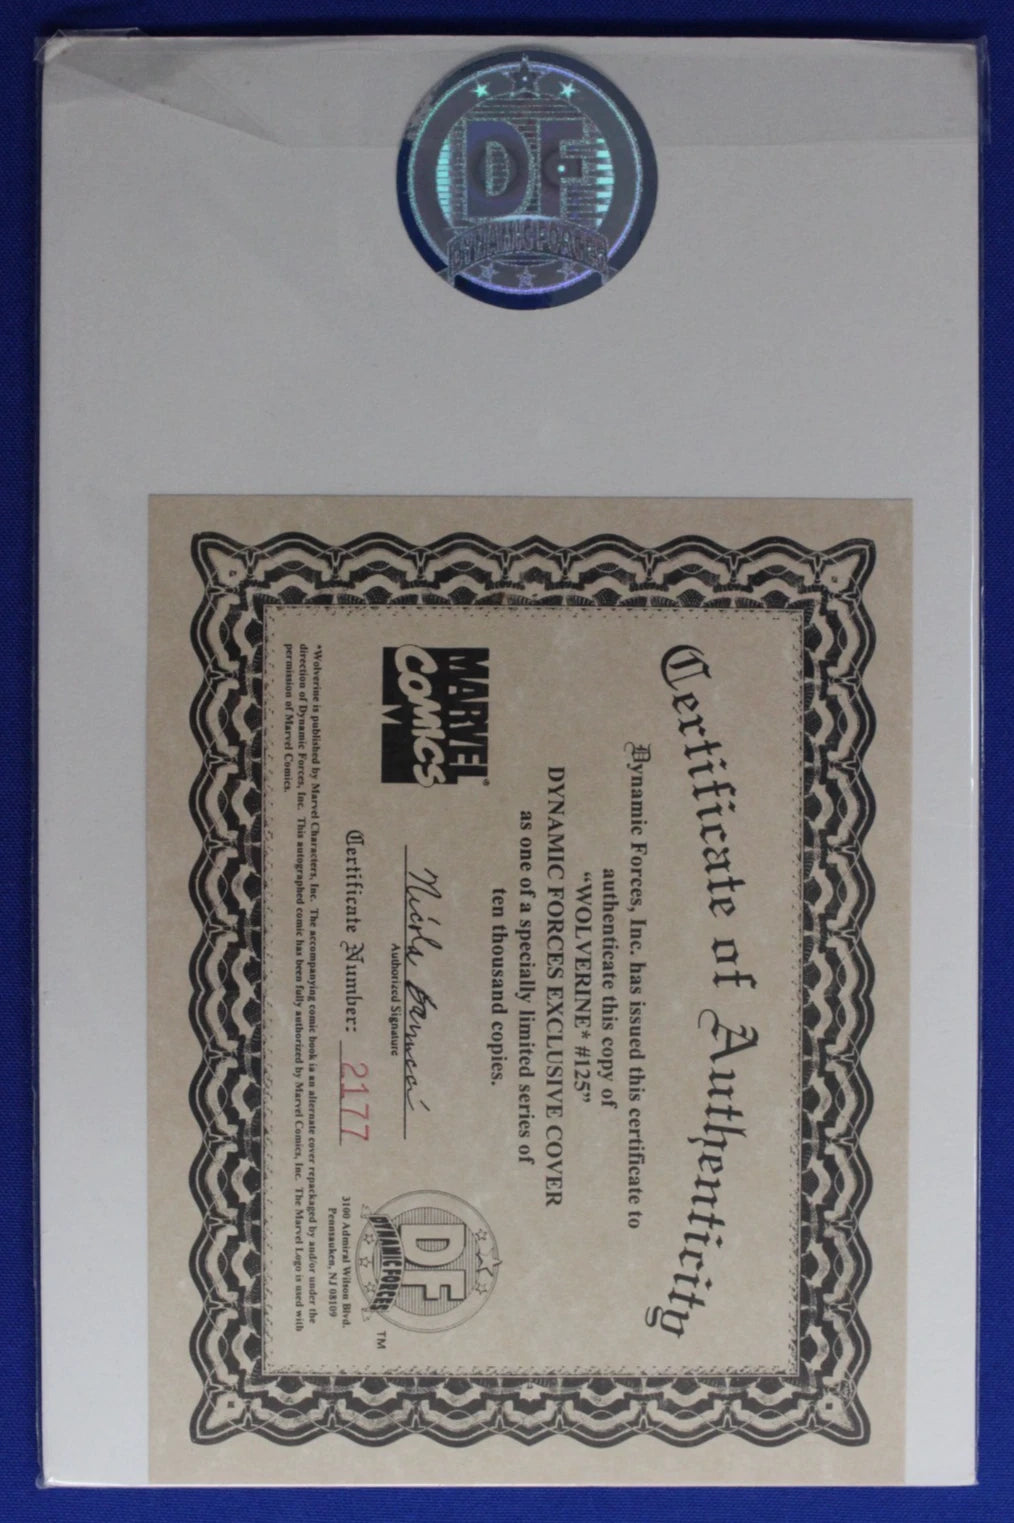 DF
DYNAMIC FORCES
Certificate of Authenticity
Dynamic Forces, Inc. has issued this certificate to
authenticate this copy of
“WOLVERINE* #125”
DYNAMIC FORCES EXCLUSIVE COVER
as one of a specially limited series of
ten thousand copies.
MARVEL
COMICS®
Nicola
Authorized Signature
Certificate Number: 2177
DF
DYNAMIC FORCES
TM
3100 Admiral Wilson Blvd.
Pennsauken, NJ 08109
*Wolverine is published by Marvel Characters, Inc. The accompanying comic book is an alternate cover repackaged by and/or under the
direction of Dynamic Forces, Inc. This autographed comic has been fully authorized by Marvel Comics, Inc. The Marvel Logo is used with
permission of Marvel Comics.